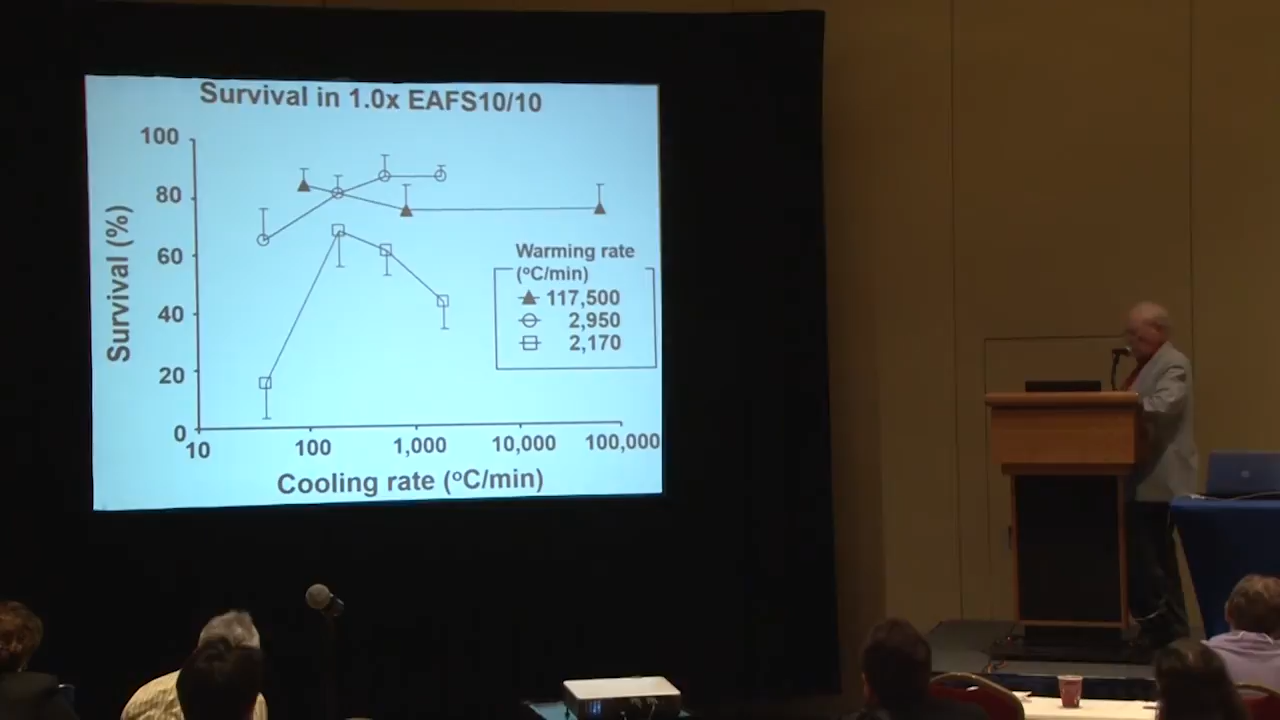 Survival in 1.0x EAFS10/10
Survival (%)
100
80
60
40
20
0
10
100
1,000
10,000
100,000
Cooling rate (ºC/min)
Warming rate
(ºC/min)
117,500
2,950
2,170